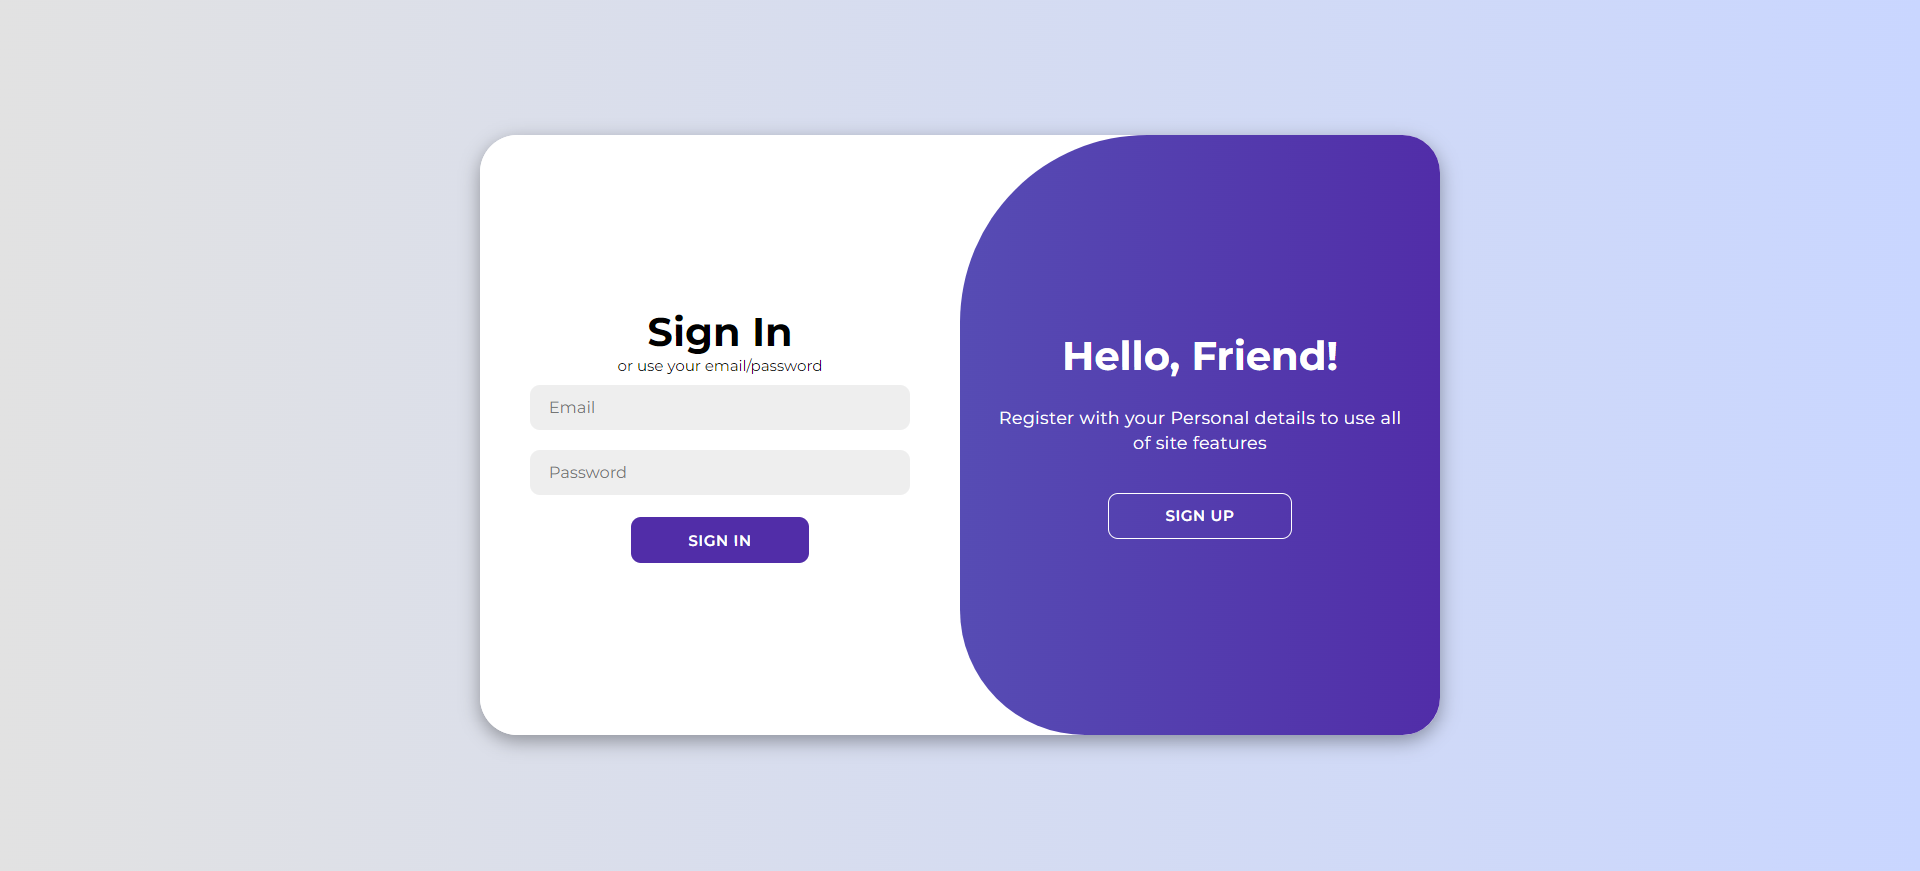 Sign In
or use your email/password
Email
Password
SIGN IN
Hello, Friend!
Register with your Personal details to use all
of site features
SIGN UP